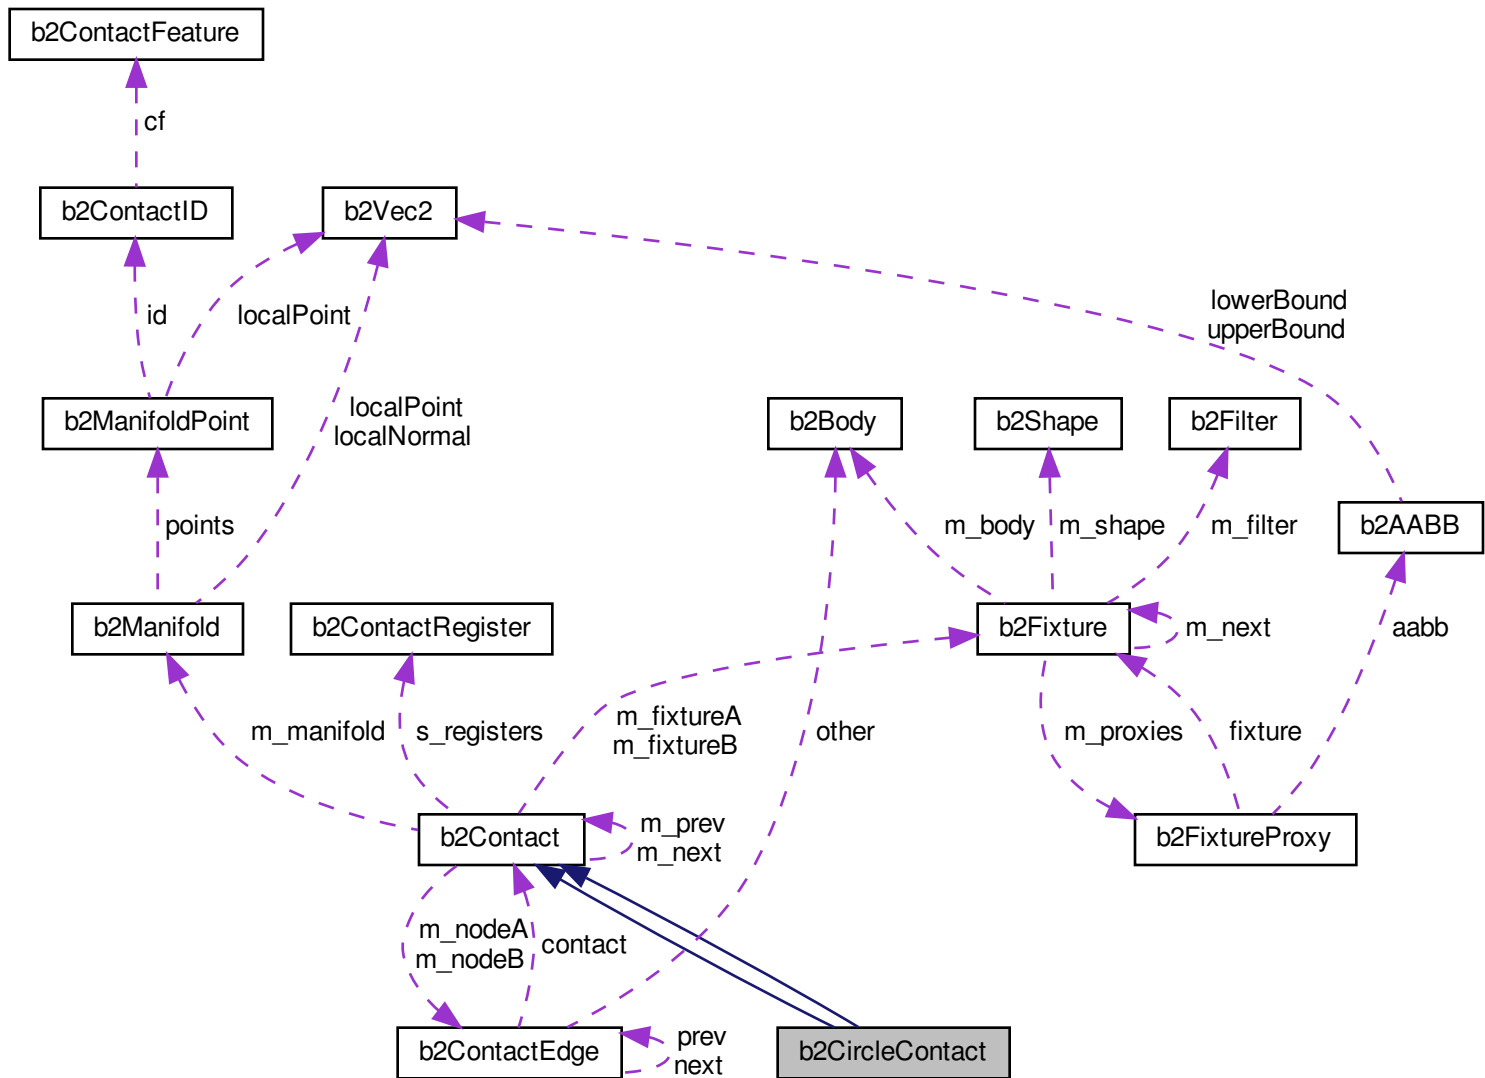 b2ContactFeature
cf
b2ContactID
b2Vec2
lowerBound
upperBound
id
localPoint
localPoint
localNormal
b2ManifoldPoint
b2Body
b2Shape
b2Filter
points
m_body
m_shape
m_filter
b2AABB
b2Manifold
b2ContactRegister
b2Fixture
m_next
aabb
m_manifold
s_registers
m_fixtureA
m_fixtureB
other
m_proxies
fixture
b2Contact
m_prev
m_next
b2FixtureProxy
m_nodeA
m_nodeB
contact
b2ContactEdge
prev
next
b2CircleContact